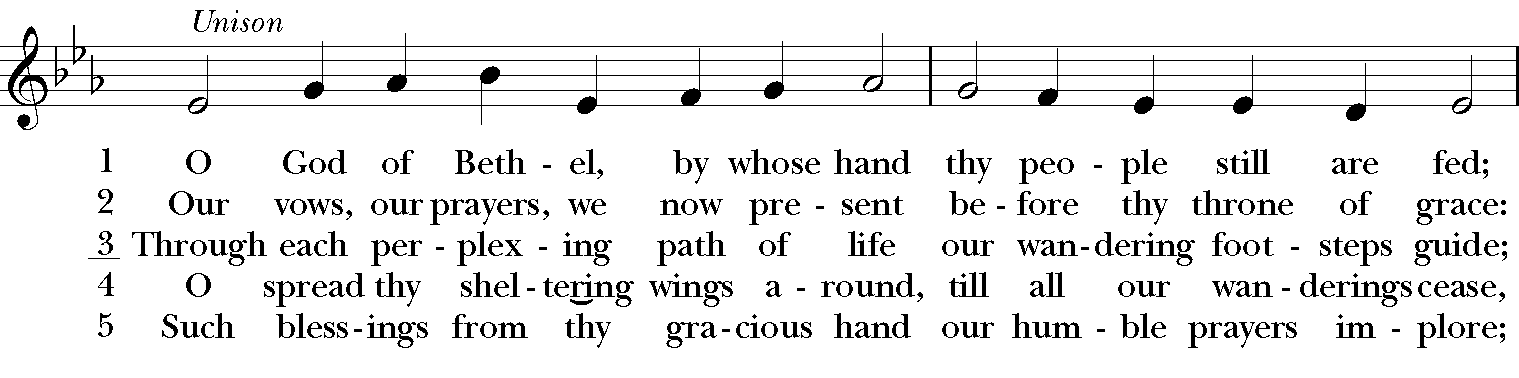 Unison
1 O God of Beth - el, by whose hand thy peo - ple still are fed;
2 Our vows, our prayers, we now pre - sent be - fore thy throne of grace:
3 Through each per - plex - ing path of life our wan - dering foot - steps guide;
4 O spread thy shel - tering wings a - round, till all our wan - derings cease,
5 Such bless - ings from thy gra - cious hand our hum - ble prayers im - plore;